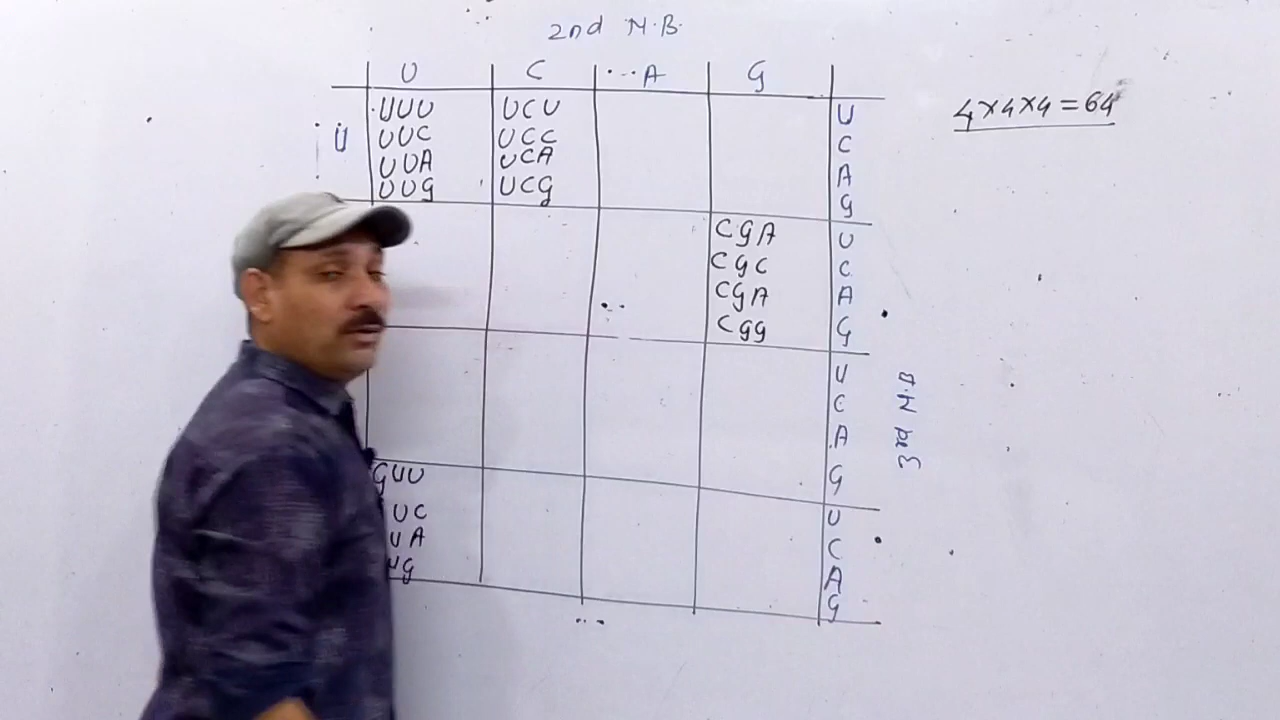 2nd N.B.
U C A G
4×4×4=64
U UUU UCU U
UUC UCC C
UUA UCA A
UUG UCG G
CGA U
CGC C
CGA A
CGG G
U
C
A
G
3rd N.B
GUU U
UC C
UA A
UG G